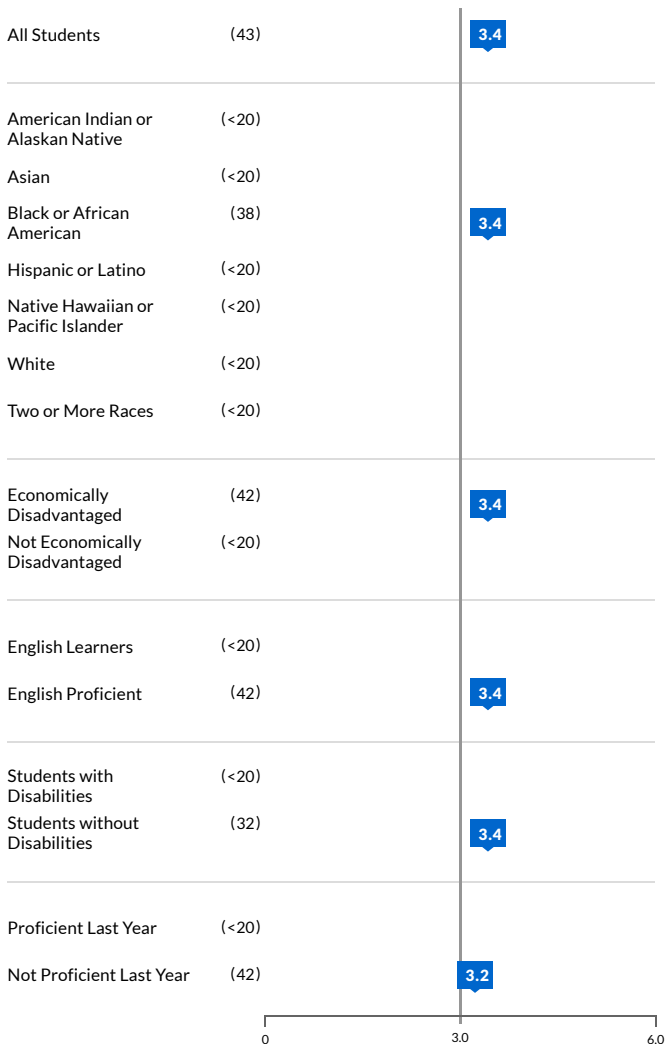 All Students (43) 3.4
American Indian or (<20)
Alaskan Native
Asian (<20)
Black or African (38) 3.4
American
Hispanic or Latino (<20)
Native Hawaiian or (<20)
Pacific Islander
White (<20)
Two or More Races (<20)
Economically (42) 3.4
Disadvantaged
Not Economically (<20)
Disadvantaged
English Learners (<20)
English Proficient (42) 3.4
Students with (<20)
Disabilities
Students without (32) 3.4
Disabilities
Proficient Last Year (<20)
Not Proficient Last Year (42) 3.2
0 3.0 6.0